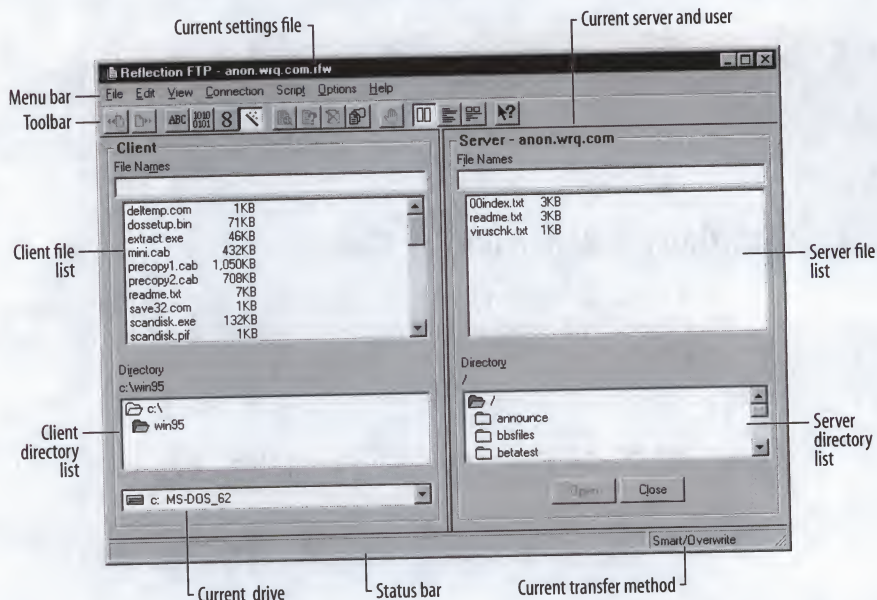 Current settings file
Current server and user
Reflection FTP - anon.wrq.com.rfw
Menu bar
File Edit View Connection Script Options Help
Toolbar
ABC 1010 0101 8
Client
File Names
deltemp.com 1KB
dossetup.bin 71KB
extract.exe 46KB
mini.cab 432KB
precopy1.cab 1,050KB
precopy2.cab 708KB
readme.txt 7KB
save32.com 1KB
scandisk.exe 132KB
scandisk.pif 1KB
Client file
list
Directory
c:\win95
c:\
win95
Client
directory
list
c: MS-DOS_62
Server - anon.wrq.com
File Names
00index.txt 3KB
readme.txt 3KB
viruschk.txt 1KB
Server file
list
Directory
/
/
announce
bbsfiles
betatest
Server
directory
list
Open Close
Smart/Overwrite
Current drive
Status bar
Current transfer method